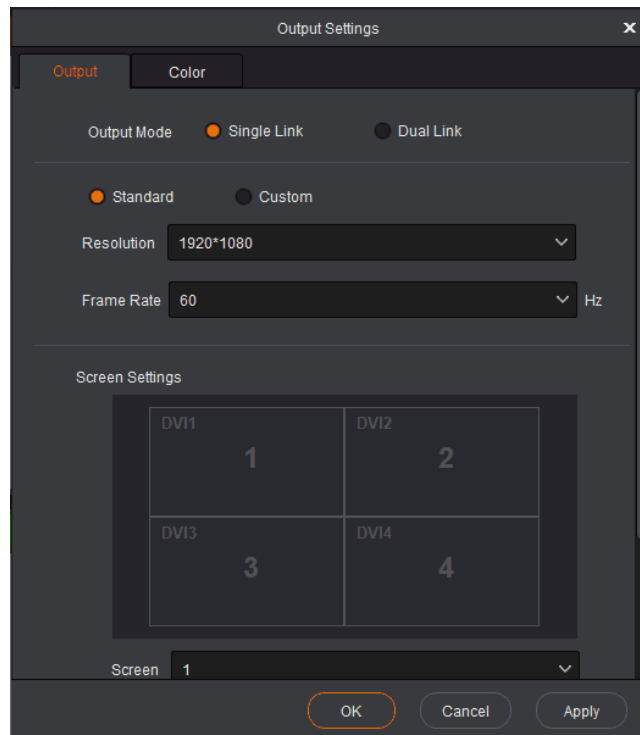 Output Settings
Output Color
Output Mode Single Link Dual Link
Standard Custom
Resolution 1920*1080
Frame Rate 60 Hz
Screen Settings
DVI1 DVI2
1 2
DVI3 DVI4
3 4
Screen 1
OK Cancel Apply